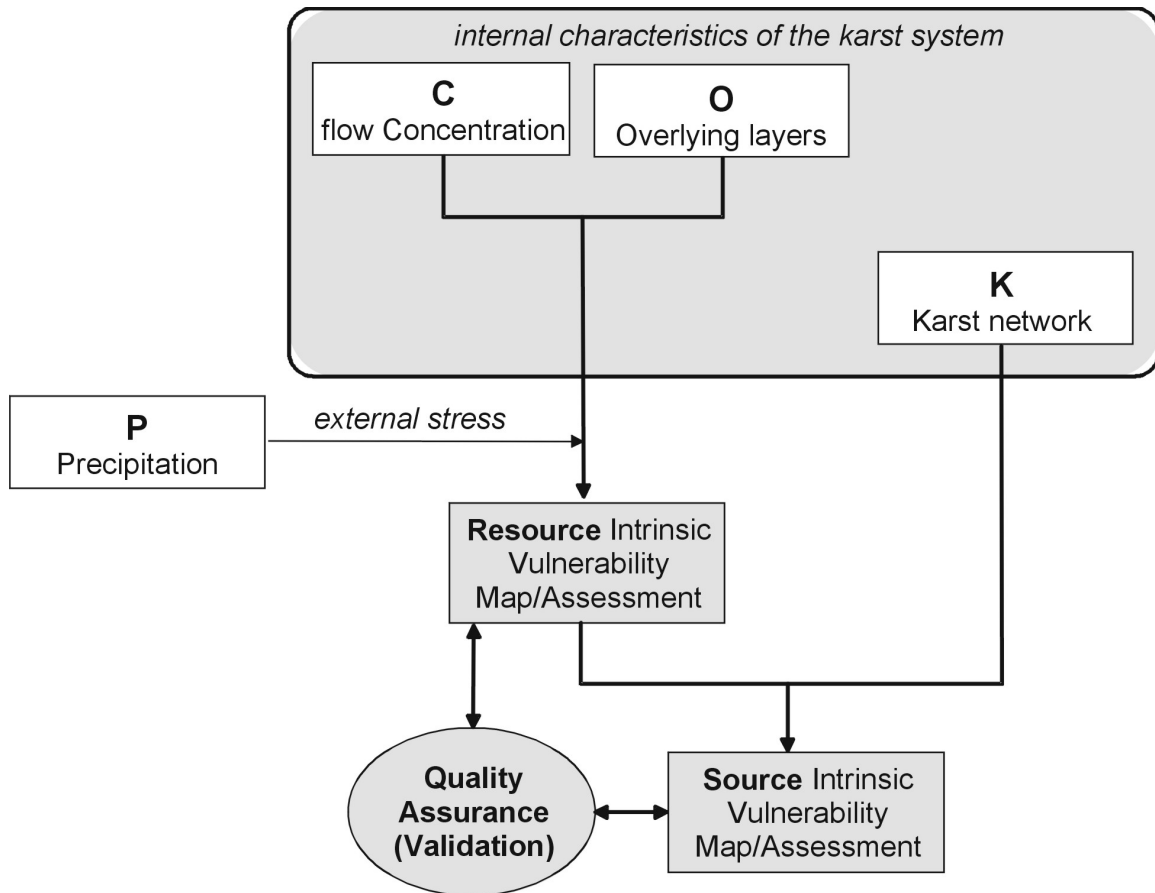 internal characteristics of the karst system
C
flow Concentration
O
Overlying layers
K
Karst network
P
Precipitation
external stress
Resource Intrinsic
Vulnerability
Map/Assessment
Quality
Assurance
(Validation)
Source Intrinsic
Vulnerability
Map/Assessment